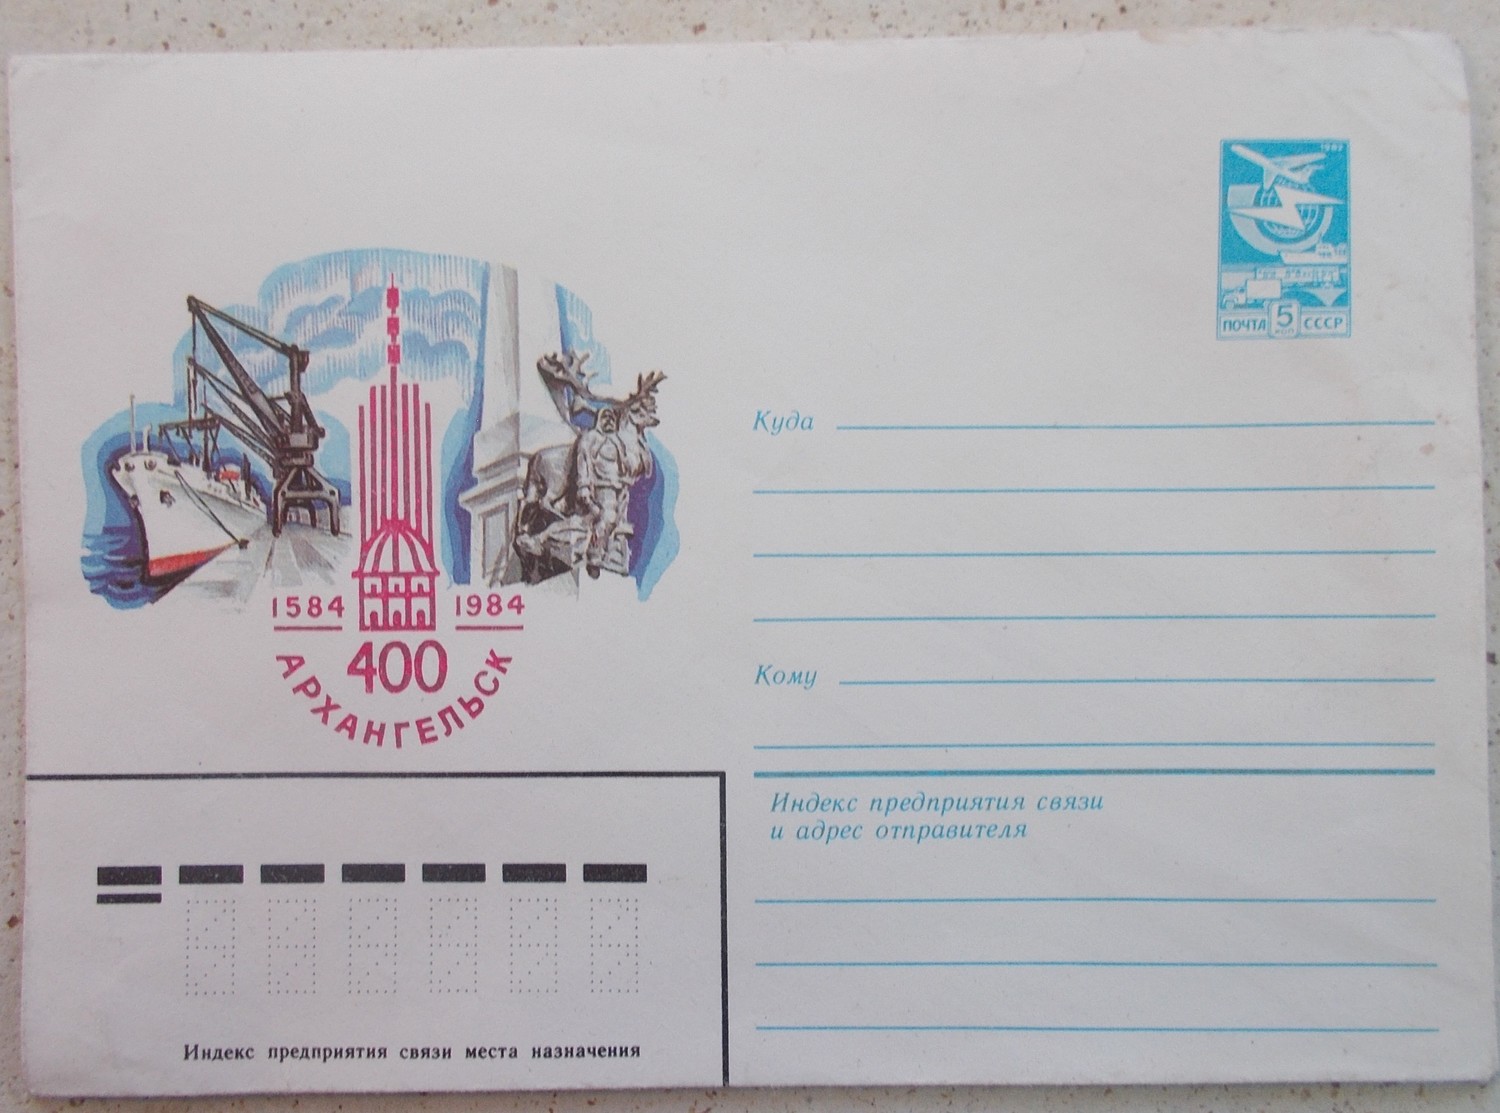 1982
ПОЧТА 5 КОП СССР
1584 1984
400
АРХАНГЕЛЬСК
Куда
Кому
Индекс предприятия связи
и адрес отправителя
Индекс предприятия связи места назначения